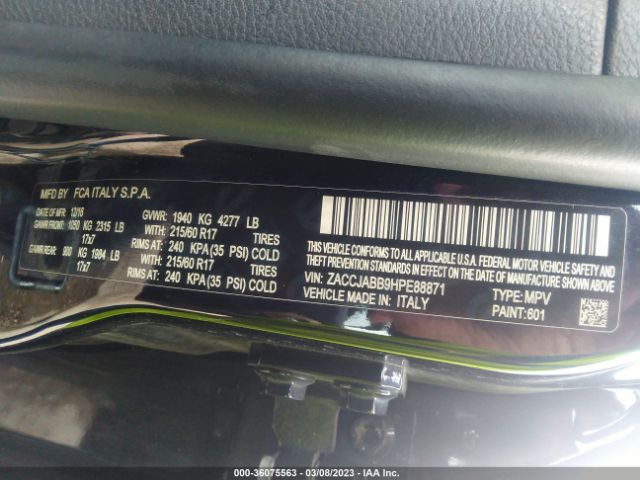 MFD BY FCA ITALY S.P.A.
DATE OF MFR: 12/16 GVWR: 1940 KG 4277 LB
GAWR FRONT: 1050 KG 2315 LB WITH: 215/60 R17 TIRES
17x7 RIMS AT: 240 KPA(35 PSI) COLD
GAWR REAR: 900 KG 1984 LB WITH: 215/60 R17 TIRES
17x7 RIMS AT: 240 KPA(35 PSI) COLD
THIS VEHICLE CONFORMS TO ALL APPLICABLE U.S.A. FEDERAL MOTOR VEHICLE SAFETY
BUMPER, AND THEFT PREVENTION STANDARDS IN EFFECT ON THE DATE OF MFR SHOWN ABOVE
VIN: ZACCJABB9HPE88871 TYPE: MPV
VEHICLE MADE IN: ITALY PAINT: 601
000-36075563 - 03/08/2023 - IAA Inc.